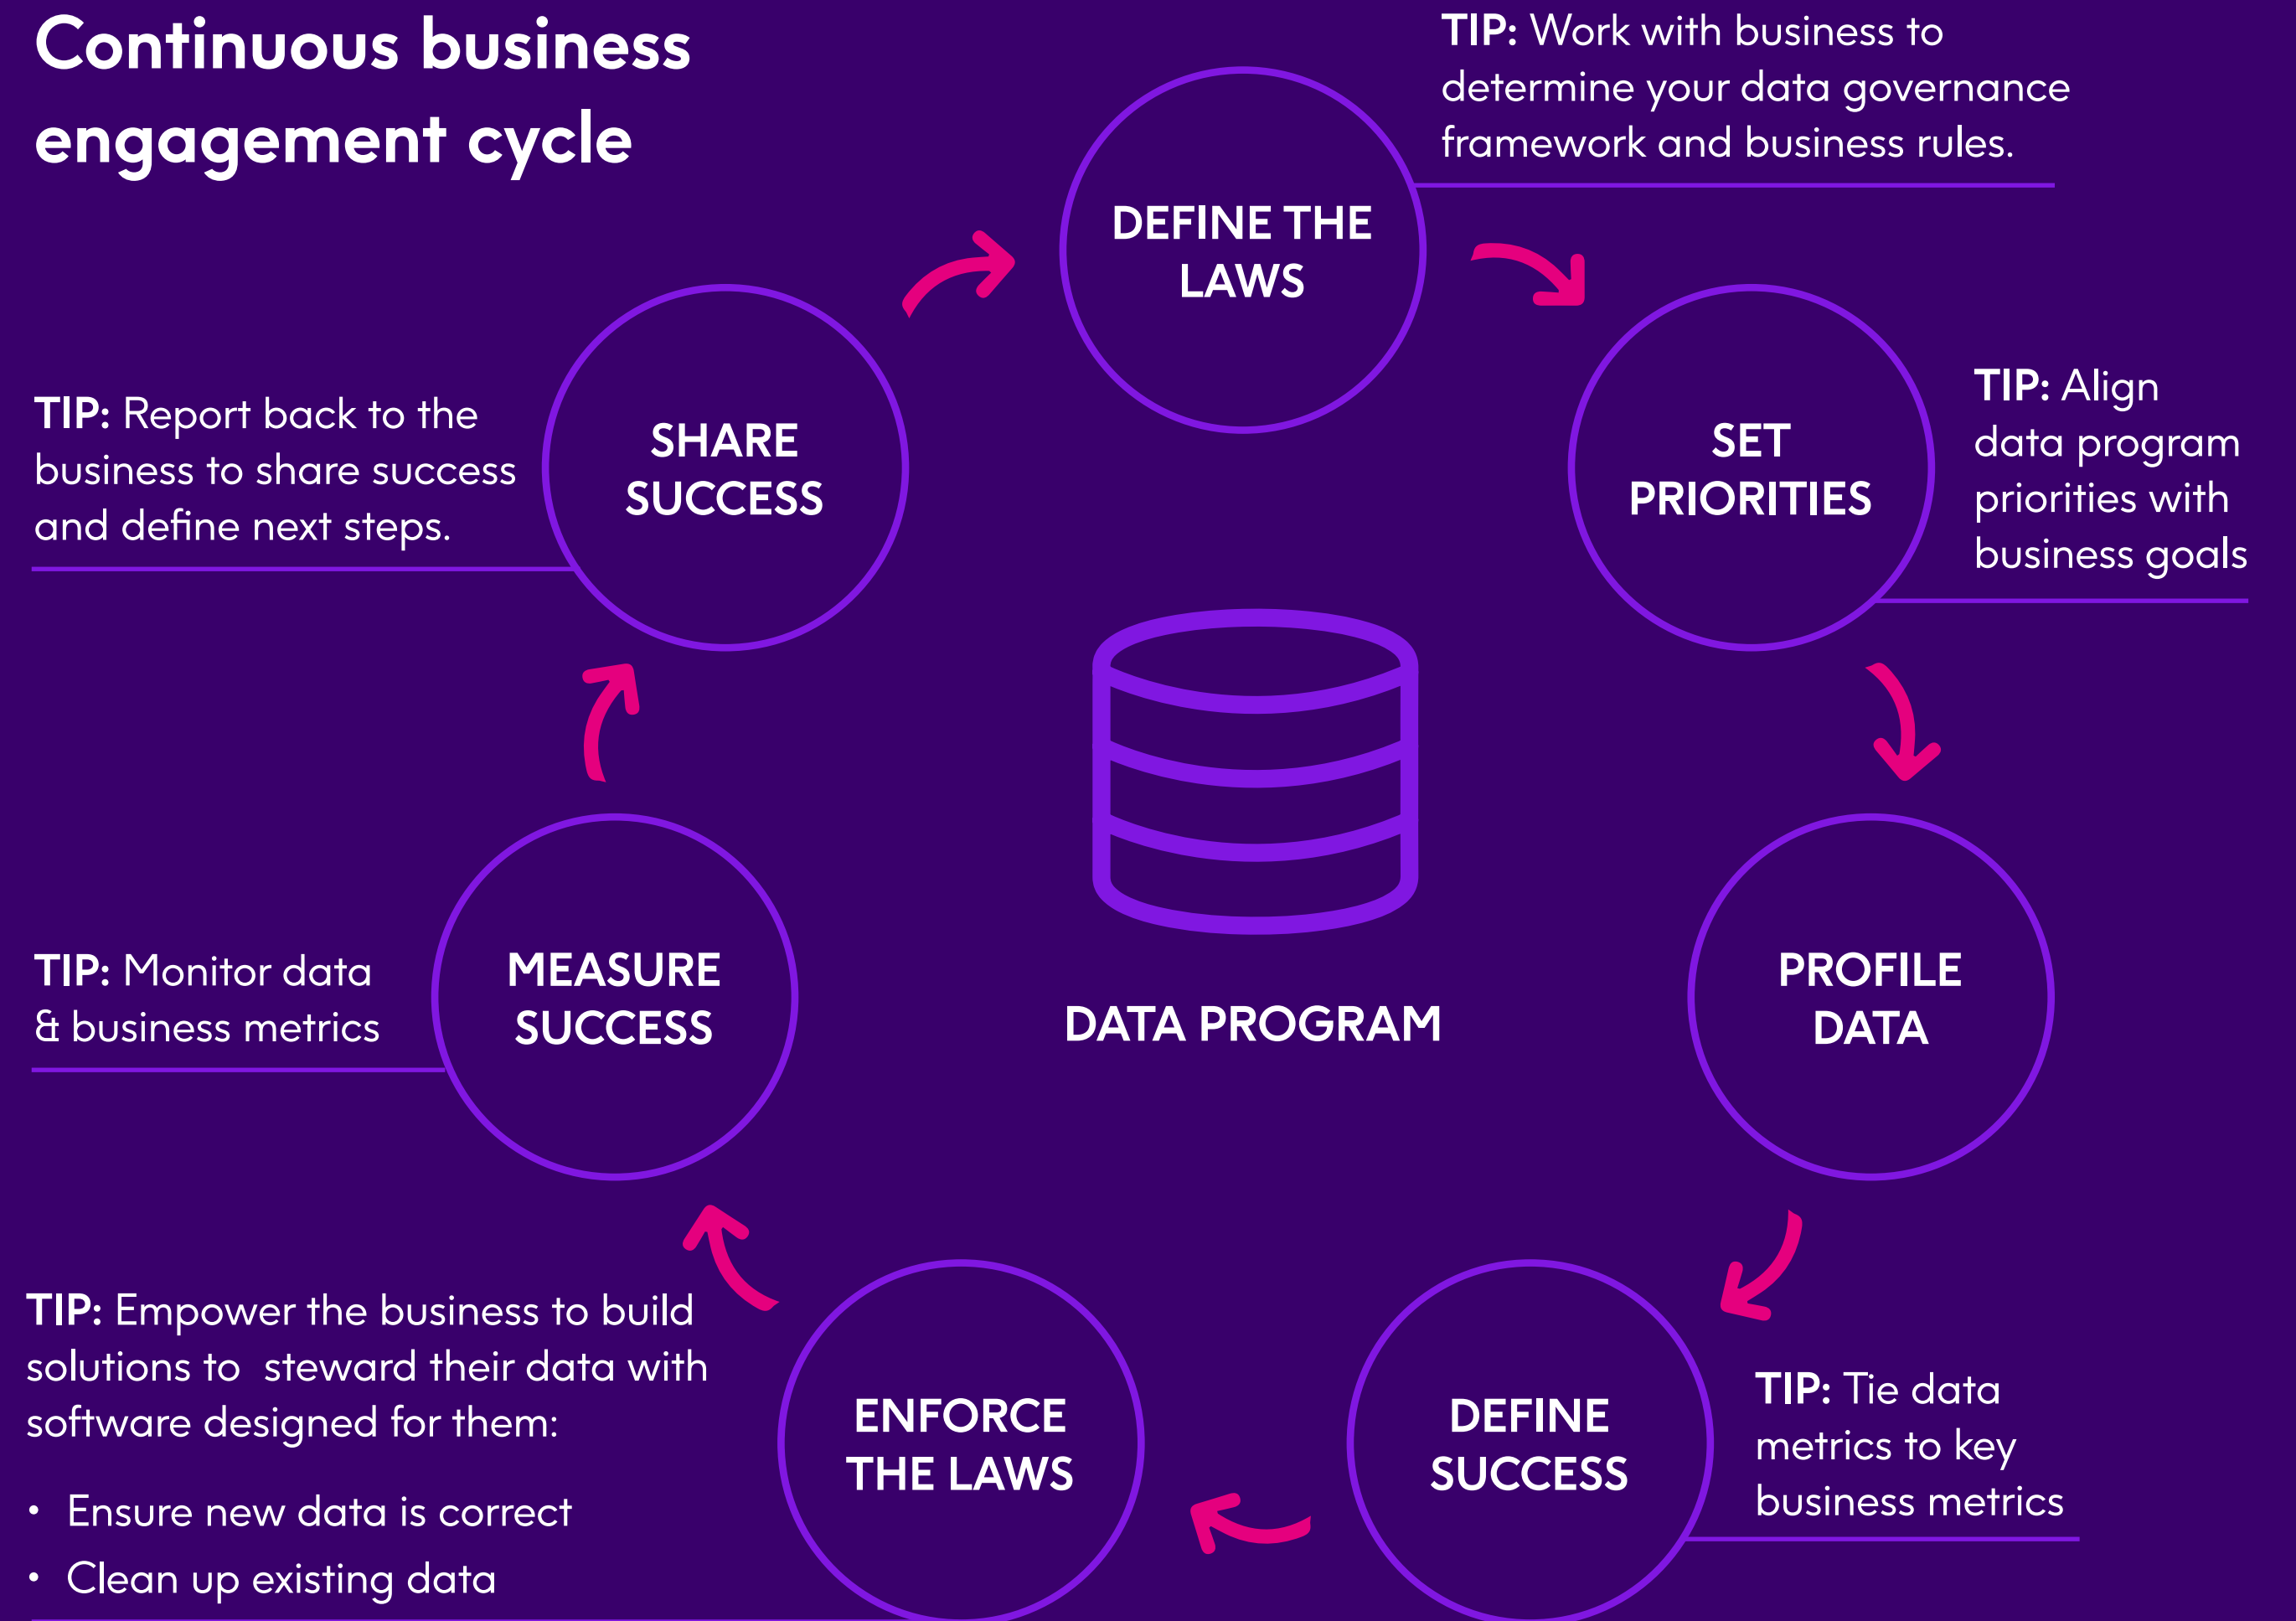 Continuous business
engagement cycle
TIP: Work with business to
determine your data governance
framework and business rules.
DEFINE THE
LAWS
TIP: Align
data program
priorities with
business goals
SET
PRIORITIES
PROFILE
DATA
TIP: Tie data
metrics to key
business metrics
DEFINE
SUCCESS
ENFORCE
THE LAWS
TIP: Empower the business to build
solutions to  steward their data with
software designed for them:
• Ensure new data is correct
• Clean up existing data
MEASURE
SUCCESS
TIP: Monitor data
& business metrics
SHARE
SUCCESS
TIP: Report back to the
business to share success
and define next steps.
DATA PROGRAM